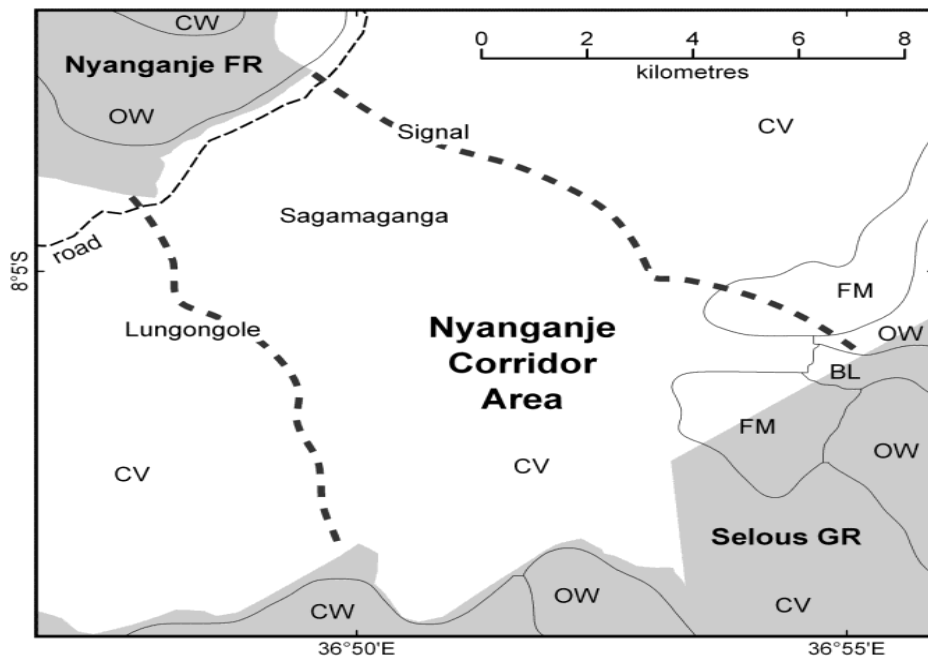 CW
Nyanganje FR
OW
0 2 4 6 8
kilometres
Signal
CV
Sagamaganga
road
8°5'S
FM
Lungongole
Nyanganje
Corridor
Area
OW
BL
FM
OW
CV
CV
Selous GR
CW
OW
CV
36°50'E
36°55'E